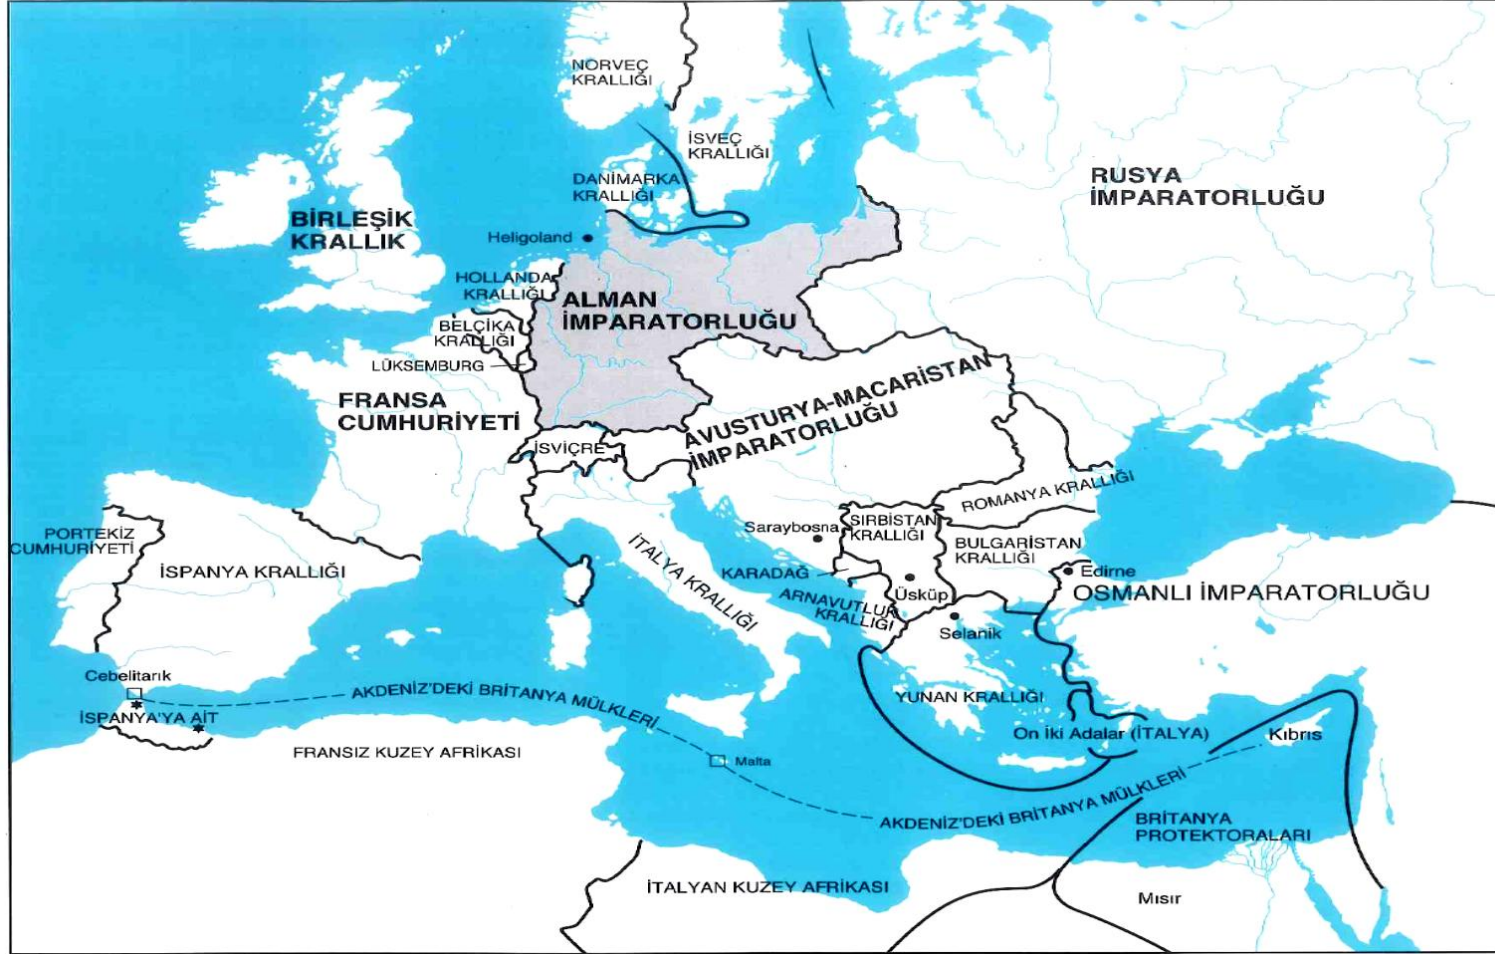 NORVEÇ
KRALLIĞI
İSVEÇ
KRALLIĞI
DANİMARKA
KRALLIĞI
RUSYA
İMPARATORLUĞU
BİRLEŞİK
KRALLIK
Heligoland
HOLLANDA
KRALLIĞI
ALMAN
İMPARATORLUĞU
BELÇİKA
KRALLIĞI
LÜKSEMBURG
FRANSA
CUMHURİYETİ
AVUSTURYA-MACARİSTAN
İMPARATORLUĞU
İSVİÇRE
ROMANYA KRALLIĞI
PORTEKİZ
CUMHURİYETİ
İSPANYA KRALLIĞI
İTALYA KRALLIĞI
Saraybosna
SIRBİSTAN
KRALLIĞI
BULGARİSTAN
KRALLIĞI
KARADAĞ
Edirne
ARNAVUTLUK
KRALLIĞI
Üsküp
OSMANLI İMPARATORLUĞU
Selanik
Cebelitarık
AKDENİZ'DEKİ BRİTANYA MÜLKLERİ
YUNAN KRALLIĞI
İSPANYA'YA AİT
On İki Adalar (İTALYA)
Kıbrıs
FRANSIZ KUZEY AFRİKASI
Malta
AKDENİZ'DEKİ BRİTANYA MÜLKLERİ
BRİTANYA
PROTEKTORALARI
İTALYAN KUZEY AFRİKASI
Mısır